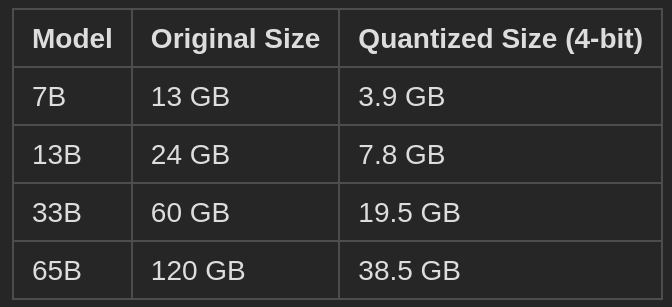 Model Original Size Quantized Size (4-bit)
7B 13 GB 3.9 GB
13B 24 GB 7.8 GB
33B 60 GB 19.5 GB
65B 120 GB 38.5 GB